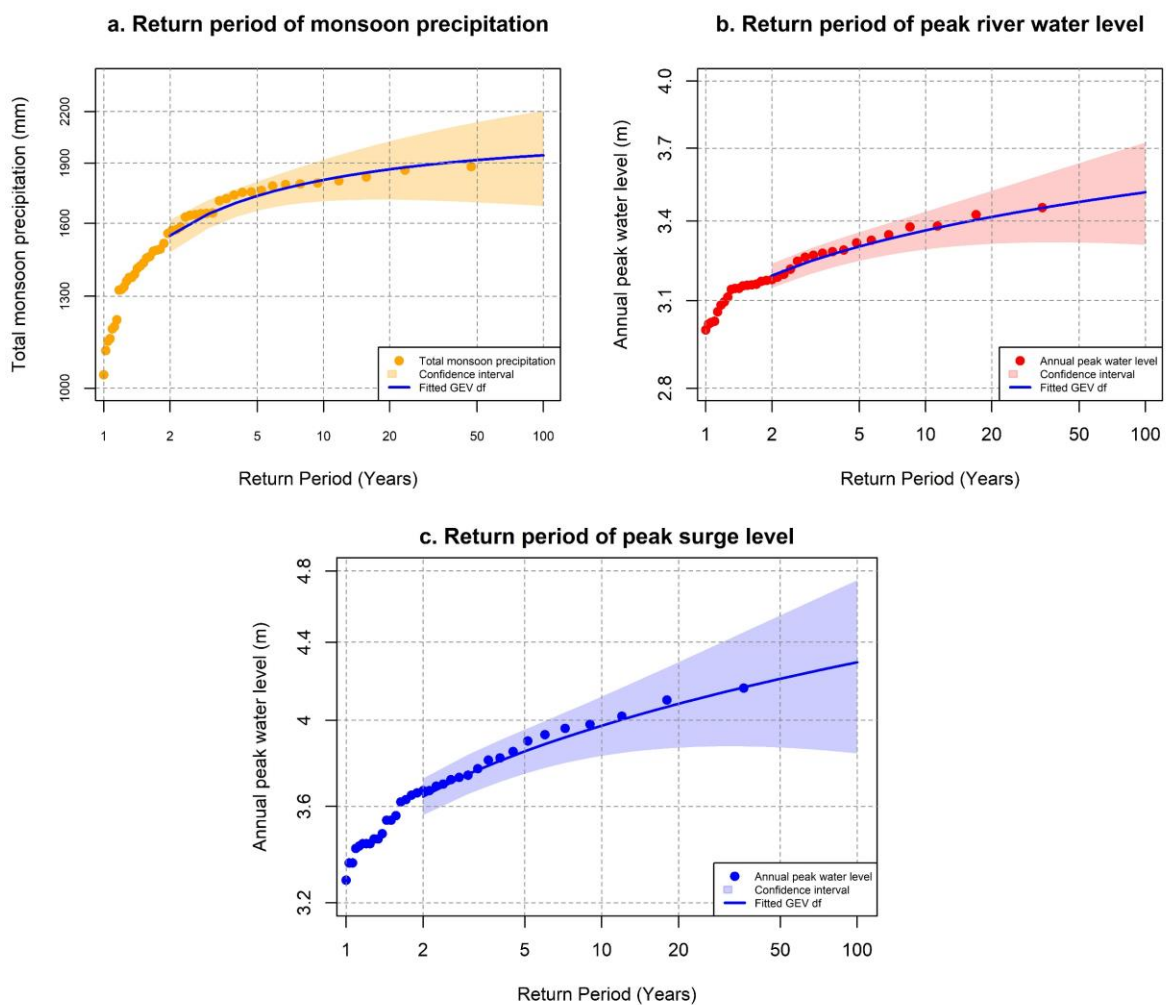 a. Return period of monsoon precipitation
Total monsoon precipitation (mm)
2200
1900
1600
1300
1000
Total monsoon precipitation
Confidence interval
Fitted GEV df
1 2 5 10 20 50 100
Return Period (Years)
b. Return period of peak river water level
Annual peak water level (m)
4.0
3.7
3.4
3.1
2.8
Annual peak water level
Confidence interval
Fitted GEV df
1 2 5 10 20 50 100
Return Period (Years)
c. Return period of peak surge level
Annual peak water level (m)
4.8
4.4
4
3.6
3.2
Annual peak water level
Confidence interval
Fitted GEV df
1 2 5 10 20 50 100
Return Period (Years)